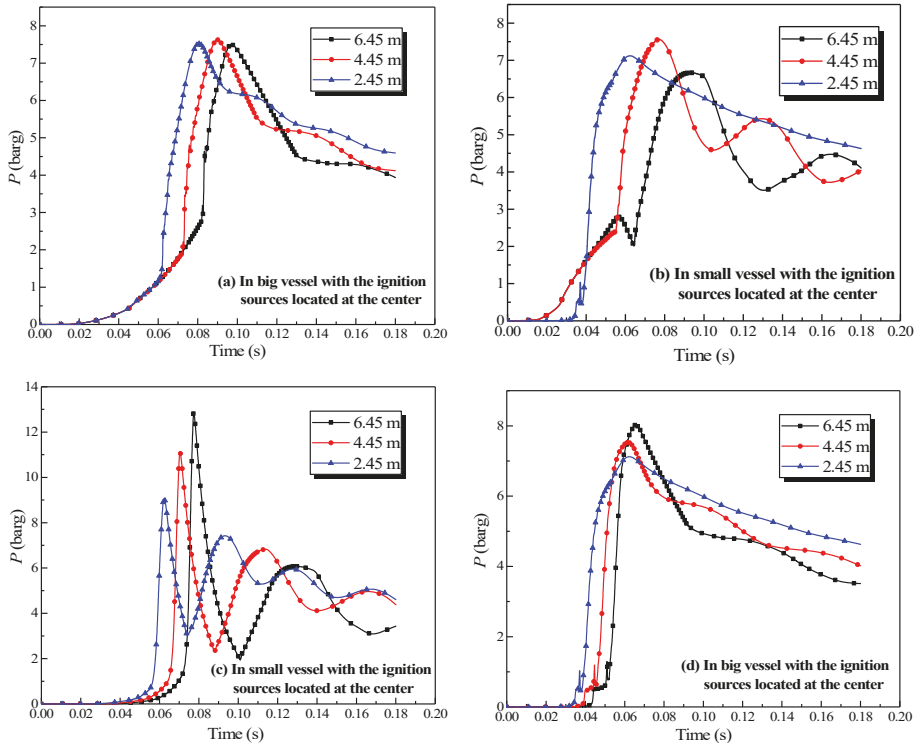 8
7
6
5
4
3
2
1
0
P (barg)
6.45 m
4.45 m
2.45 m
(a) In big vessel with the ignition
sources located at the center
0.00 0.02 0.04 0.06 0.08 0.10 0.12 0.14 0.16 0.18 0.20
Time (s)
8
7
6
5
4
3
2
1
0
P (barg)
6.45 m
4.45 m
2.45 m
(b) In small vessel with the ignition
sources located at the center
0.00 0.02 0.04 0.06 0.08 0.10 0.12 0.14 0.16 0.18 0.20
Time (s)
14
12
10
8
6
4
2
0
P (barg)
6.45 m
4.45 m
2.45 m
(c) In small vessel with the ignition
sources located at the center
0.00 0.02 0.04 0.06 0.08 0.10 0.12 0.14 0.16 0.18 0.20
Time (s)
10
8
6
4
2
0
P (barg)
6.45 m
4.45 m
2.45 m
(d) In big vessel with the ignition
sources located at the center
0.00 0.02 0.04 0.06 0.08 0.10 0.12 0.14 0.16 0.18 0.20
Time (s)